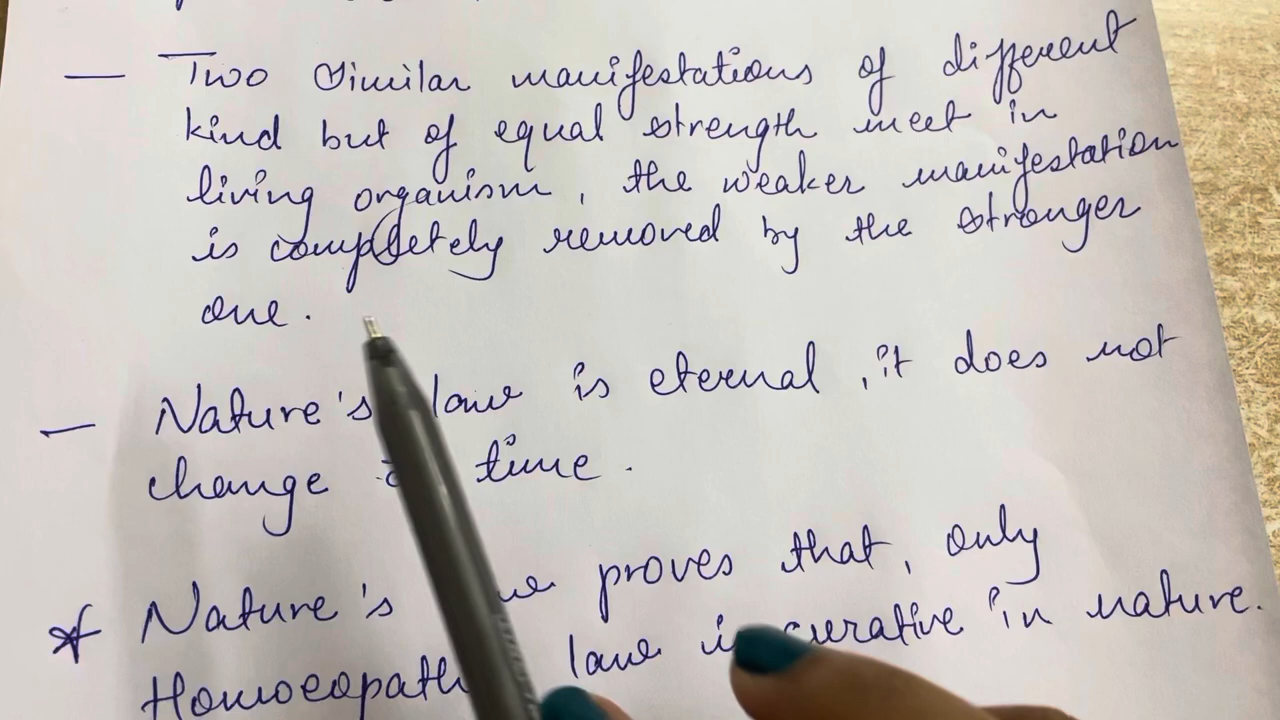 — Two Similar manifestations of different
kind but of equal strength meet in
living organism, the weaker manifestation
is completely removed by the stronger
one.
— Nature's law is eternal, it does not
change time.
* Nature's proves that, only
law is curative in nature.